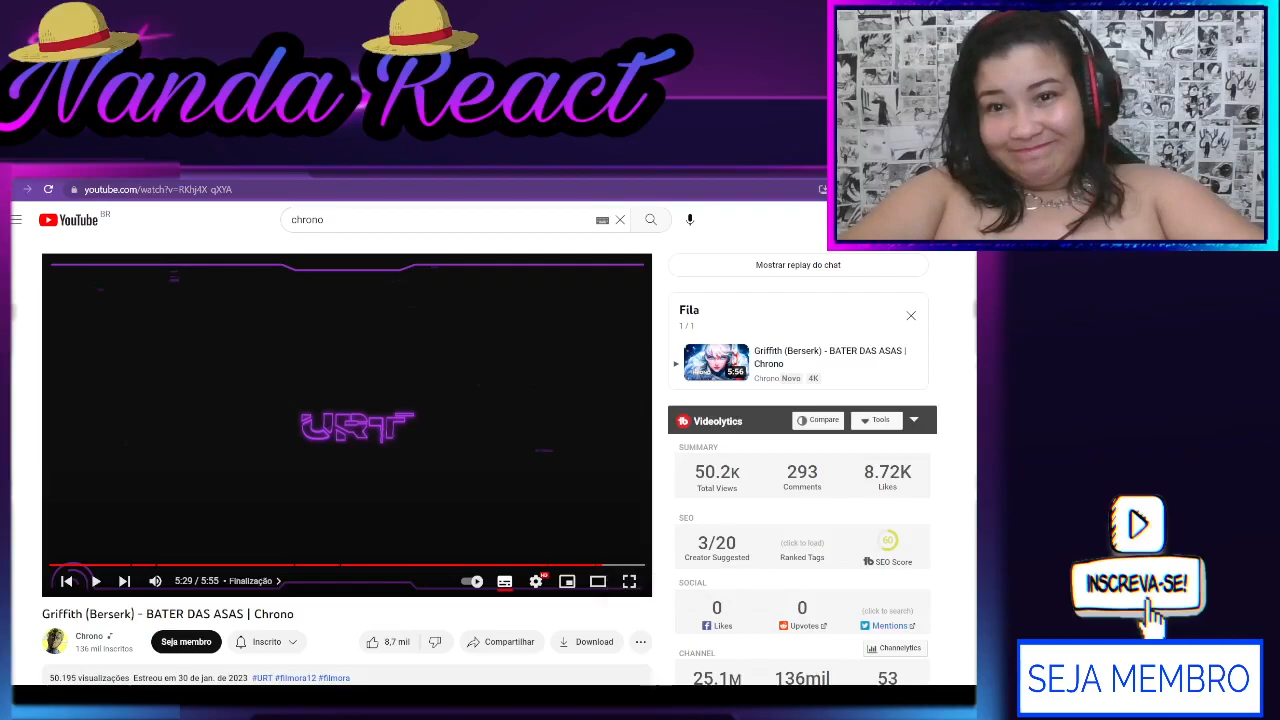 Nanda React
youtube.com/watch?v=RKhj4X_qXYA
YouTube BR
chrono
URT
5:29 / 5:55 • Finalização
HD
Griffith (Berserk) - BATER DAS ASAS | Chrono
Chrono
136 mil inscritos
Seja membro
Inscrito
8,7 mil
Compartilhar
Download
50.195 visualizações Estreou em 30 de jan. de 2023 #URT #filmora12 #filmora
Mostrar replay do chat
Fila
1 / 1
5:56
Griffith (Berserk) - BATER DAS ASAS |
Chrono
Chrono Novo 4K
tb Videolytics
Compare
Tools
SUMMARY
50.2K
293
8.72K
Total Views
Comments
Likes
SEO
3/20
(click to load)
60
Creator Suggested
Ranked Tags
tb SEO Score
SOCIAL
0
0
(click to search)
Likes
Upvotes
Mentions
CHANNEL
Channelytics
25.1M
136mil
53
INSCREVA-SE!
SEJA MEMBRO